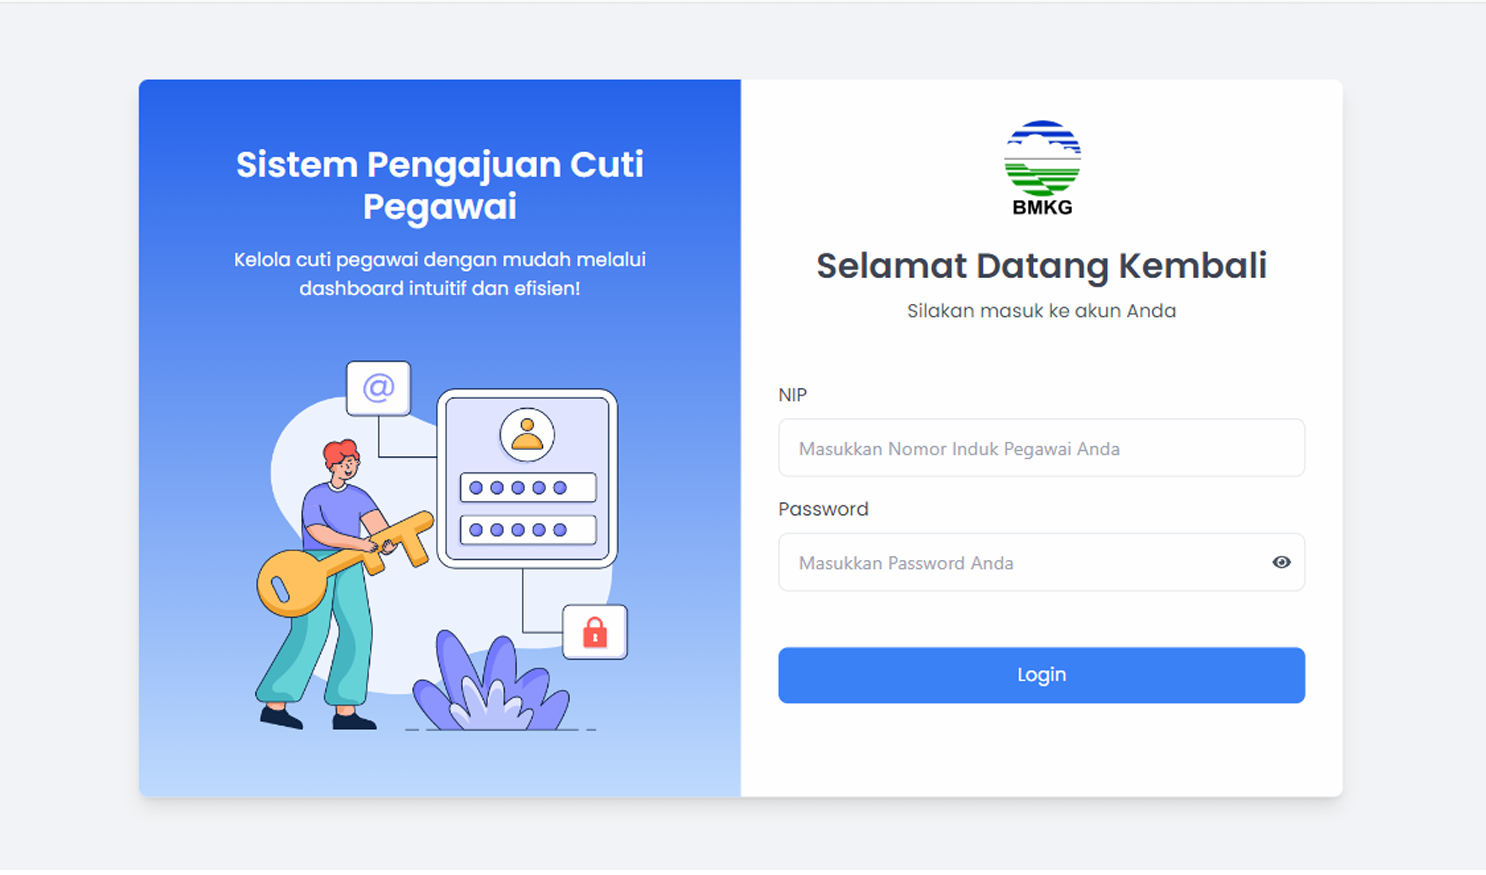 Sistem Pengajuan Cuti
Pegawai
Kelola cuti pegawai dengan mudah melalui
dashboard intuitif dan efisien!
@
BMKG
Selamat Datang Kembali
Silakan masuk ke akun Anda
NIP
Masukkan Nomor Induk Pegawai Anda
Password
Masukkan Password Anda
Login